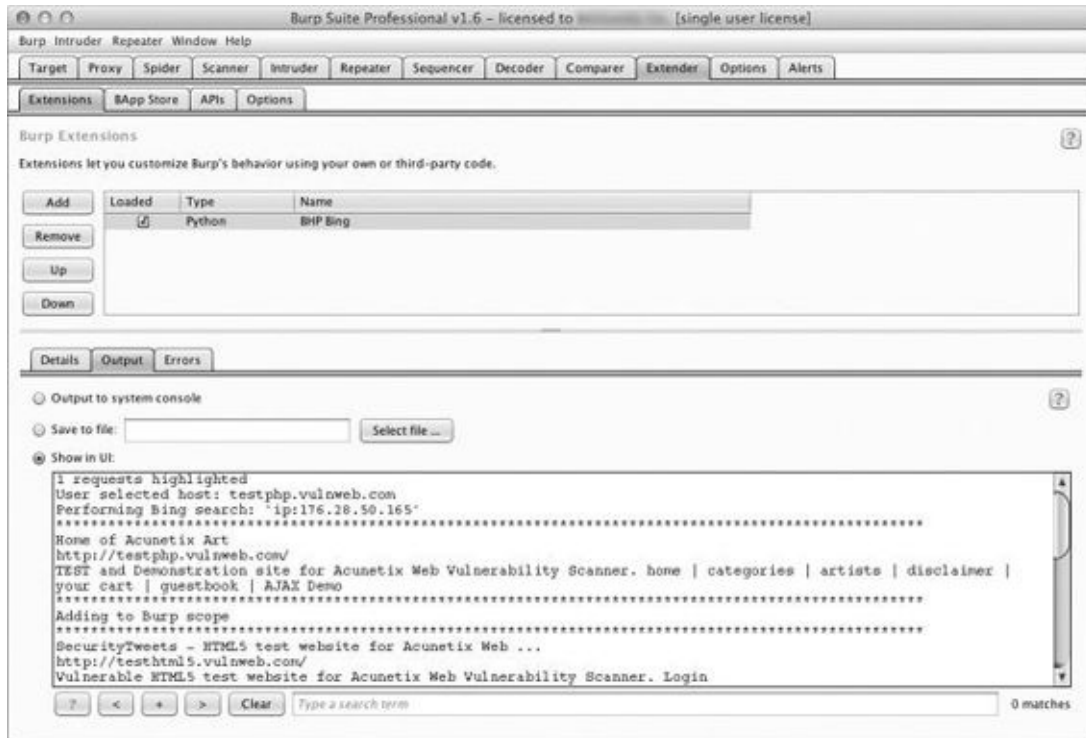 Burp Suite Professional v1.6 – licensed to [single user license]
Burp Intruder Repeater Window Help
Target Proxy Spider Scanner Intruder Repeater Sequencer Decoder Comparer Extender Options Alerts
Extensions BApp Store APIs Options
Burp Extensions
?
Extensions let you customize Burp's behavior using your own or third-party code.
Add Loaded Type Name
Python BHP Bing
Remove
Up
Down
Details Output Errors
Output to system console
?
Save to file: Select file ...
Show in UI:
1 requests highlighted
User selected host: testphp.vulnweb.com
Performing Bing search: 'ip:176.28.50.165'
****************************************************************************************************
Home of Acunetix Art
http://testphp.vulnweb.com/
TEST and Demonstration site for Acunetix Web Vulnerability Scanner. home | categories | artists | disclaimer |
your cart | guestbook | AJAX Demo
****************************************************************************************************
Adding to Burp scope
****************************************************************************************************
SecurityTweets - HTML5 test website for Acunetix Web ...
http://testhtml5.vulnweb.com/
Vulnerable HTML5 test website for Acunetix Web Vulnerability Scanner. Login
? < + > Clear Type a search term 0 matches